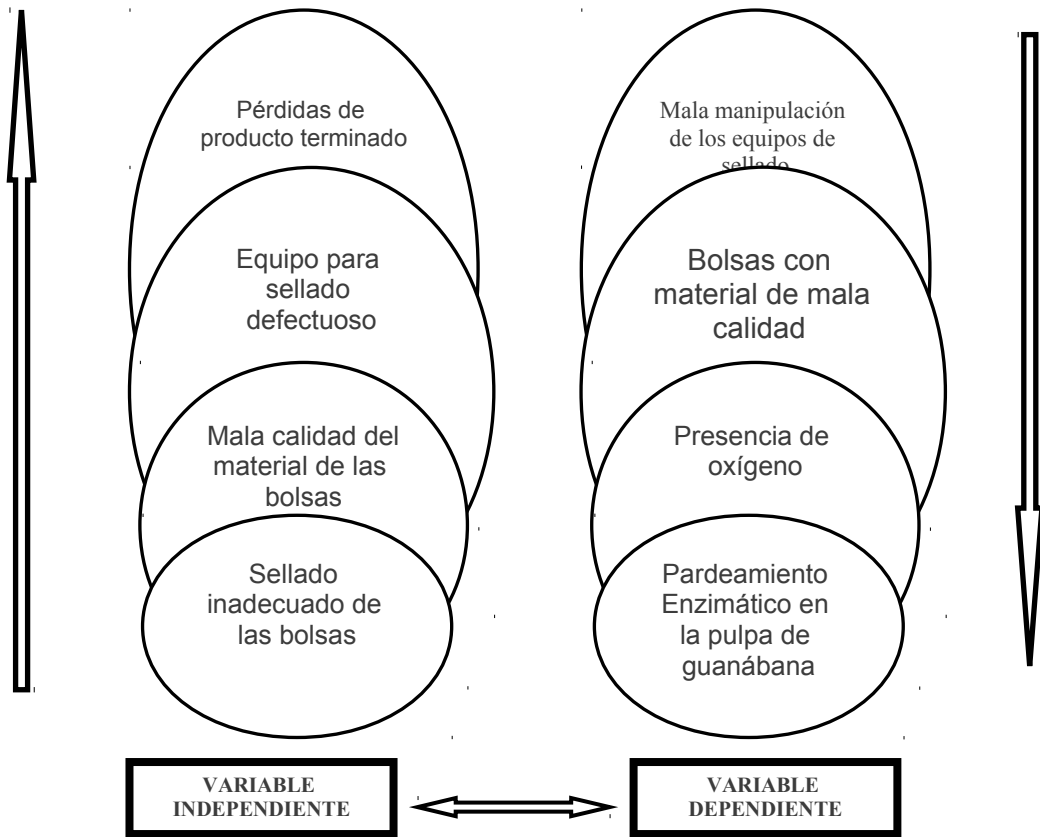 Pérdidas de
producto terminado
Equipo para
sellado
defectuoso
Mala calidad del
material de las
bolsas
Sellado
inadecuado de
las bolsas
Mala manipulación
de los equipos de
sellado
Bolsas con
material de mala
calidad
Presencia de
oxígeno
Pardeamiento
Enzimático en
la pulpa de
guanábana
VARIABLE
INDEPENDIENTE
VARIABLE
DEPENDIENTE